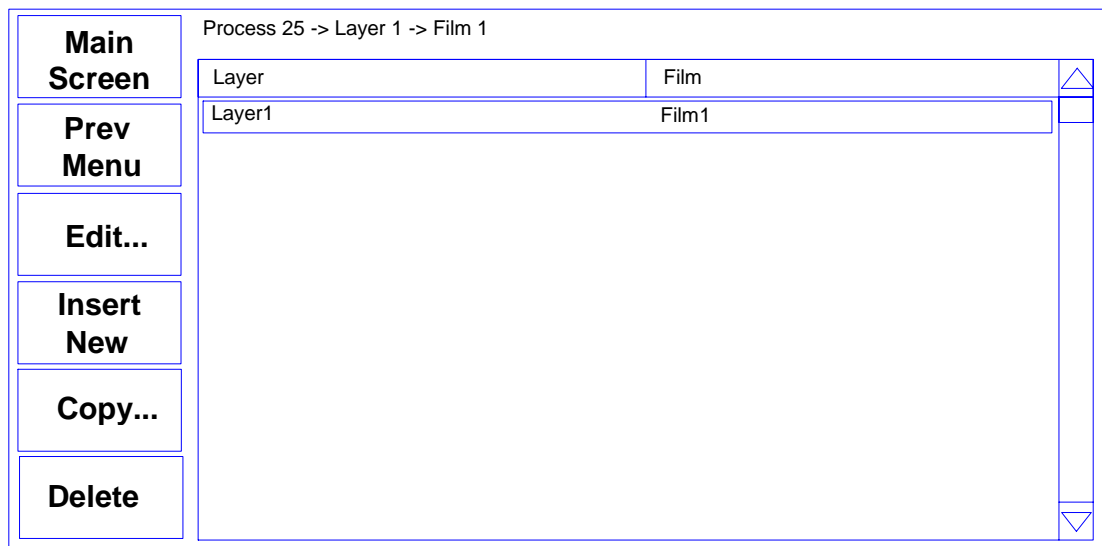 Main
Screen
Prev
Menu
Edit...
Insert
New
Copy...
Delete
Process 25 -> Layer 1 -> Film 1
Layer Film
Layer1 Film1